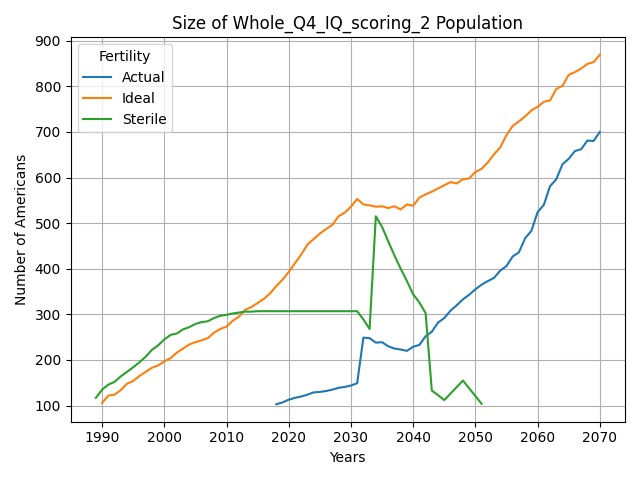 Size of Whole_Q4_IQ_scoring_2 Population
Fertility
Actual
Ideal
Sterile
Number of Americans
900
800
700
600
500
400
300
200
100
1990 2000 2010 2020 2030 2040 2050 2060 2070
Years